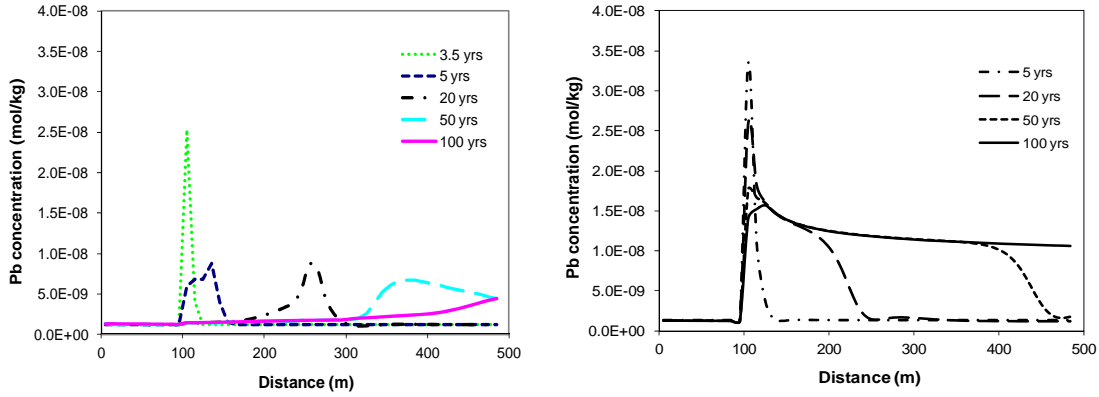 4.0E-08
3.5E-08
3.0E-08
2.5E-08
2.0E-08
1.5E-08
1.0E-08
5.0E-09
0.0E+00
Pb concentration (mol/kg)
3.5 yrs
5 yrs
20 yrs
50 yrs
100 yrs
0 100 200 300 400 500
Distance (m)
4.0E-08
3.5E-08
3.0E-08
2.5E-08
2.0E-08
1.5E-08
1.0E-08
5.0E-09
0.0E+00
Pb concentration (mol/kg)
5 yrs
20 yrs
50 yrs
100 yrs
0 100 200 300 400 500
Distance (m)